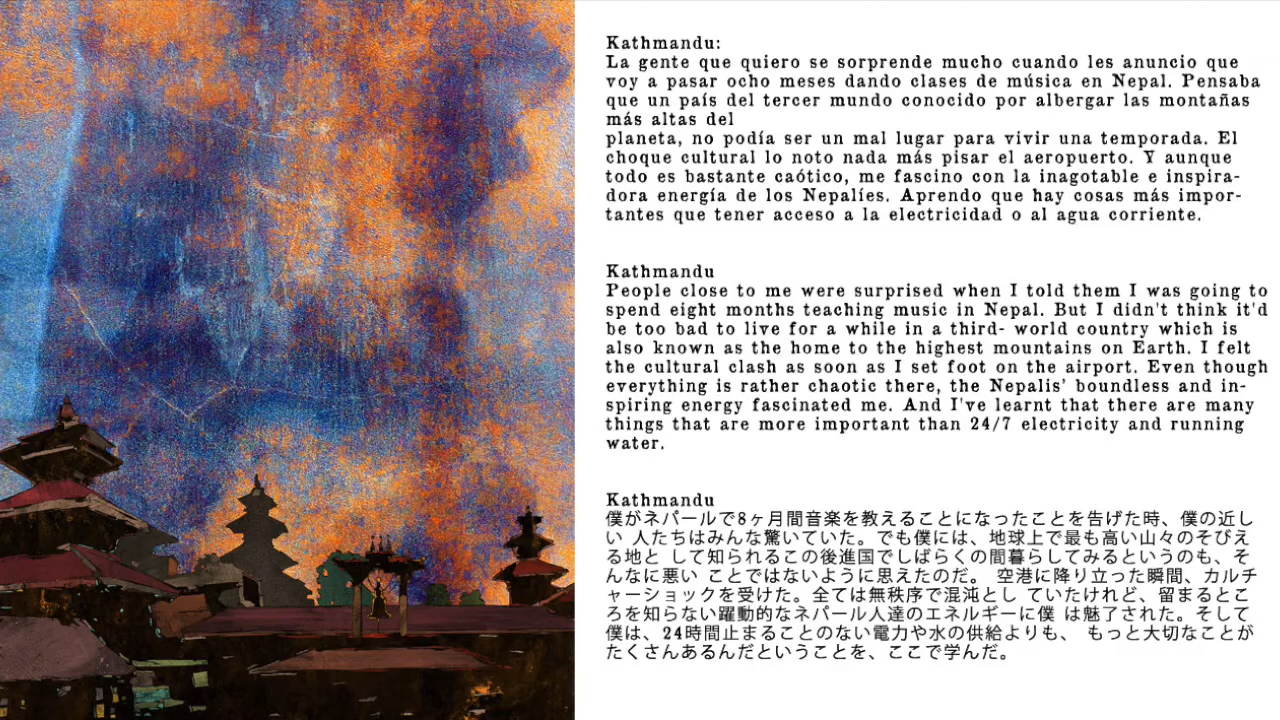 Kathmandu:
La gente que quiero se sorprende mucho cuando les anuncio que
voy a pasar ocho meses dando clases de música en Nepal. Pensaba
que un país del tercer mundo conocido por albergar las montañas
más altas del
planeta, no podía ser un mal lugar para vivir una temporada. El
choque cultural lo noto nada más pisar el aeropuerto. Y aunque
todo es bastante caótico, me fascino con la inagotable e inspira-
dora energía de los Nepalíes. Aprendo que hay cosas más impor-
tantes que tener acceso a la electricidad o al agua corriente.
Kathmandu
People close to me were surprised when I told them I was going to
spend eight months teaching music in Nepal. But I didn't think it'd
be too bad to live for a while in a third- world country which is
also known as the home to the highest mountains on Earth. I felt
the cultural clash as soon as I set foot on the airport. Even though
everything is rather chaotic there, the Nepalis' boundless and in-
spiring energy fascinated me. And I've learnt that there are many
things that are more important than 24/7 electricity and running
water.
Kathmandu
僕がネパールで8ヶ月間音楽を教えることになったことを告げた時、僕の近し
い 人たちはみんな驚いていた。でも僕には、地球上で最も高い山々のそびえ
る地と して知られるこの後進国でしばらくの間暮らしてみるというのも、そ
んなに悪い ことではないように思えたのだ。 空港に降り立った瞬間、カルチ
ャーショックを受けた。全ては無秩序で混沌とし ていたけれど、留まるとこ
ろを知らない躍動的なネパール人達のエネルギーに僕 は魅了された。そして
僕は、24時間止まることのない電力や水の供給よりも、 もっと大切なことが
たくさんあるんだということを、ここで学んだ。